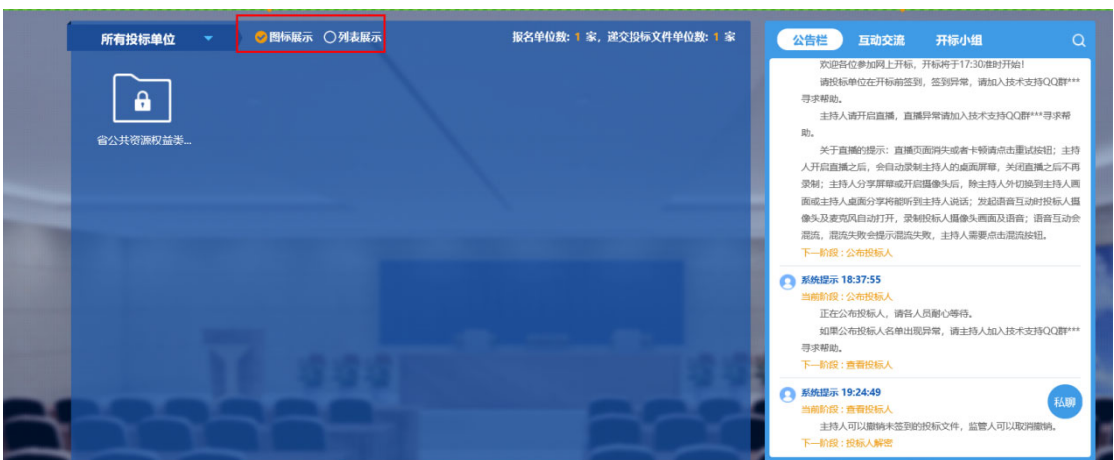 所有投标单位
图标展示 列表展示
报名单位数: 1 家, 递交投标文件单位数: 1 家
省公共资源权益类...
公告栏 互动交流 开标小组
欢迎各位参加网上开标，开标将于17:30准时开始!
请投标单位在开标前签到，签到异常，请加入技术支持QQ群***
寻求帮助。
主持人请开启直播，直播异常请加入技术支持QQ群***寻求帮
助。
关于直播的提示：直播页面消失或者卡顿请点击重试按钮；主持
人开启直播之后，会自动录制主持人的桌面屏幕，关闭直播之后不再
录制；主持人分享屏幕或开启摄像头后，除主持人外切换到主持人画
面或主持人桌面分享将能听到主持人说话；发起语音互动时投标人摄
像头及麦克风自动打开，录制投标人摄像头画面及语音；语音互动会
混流，混流失败会提示混流失败，主持人需要点击混流按钮。
下一阶段 : 公布投标人
系统提示 18:37:55
当前阶段 : 公布投标人
正在公布投标人，请各人员耐心等待。
如果公布投标人名单出现异常，请主持人加入技术支持QQ群***
寻求帮助。
下一阶段 : 查看投标人
系统提示 19:24:49
当前阶段 : 查看投标人
主持人可以撤销未签到的投标文件，监管人可以取消撤销。
下一阶段 : 投标人解密
私聊